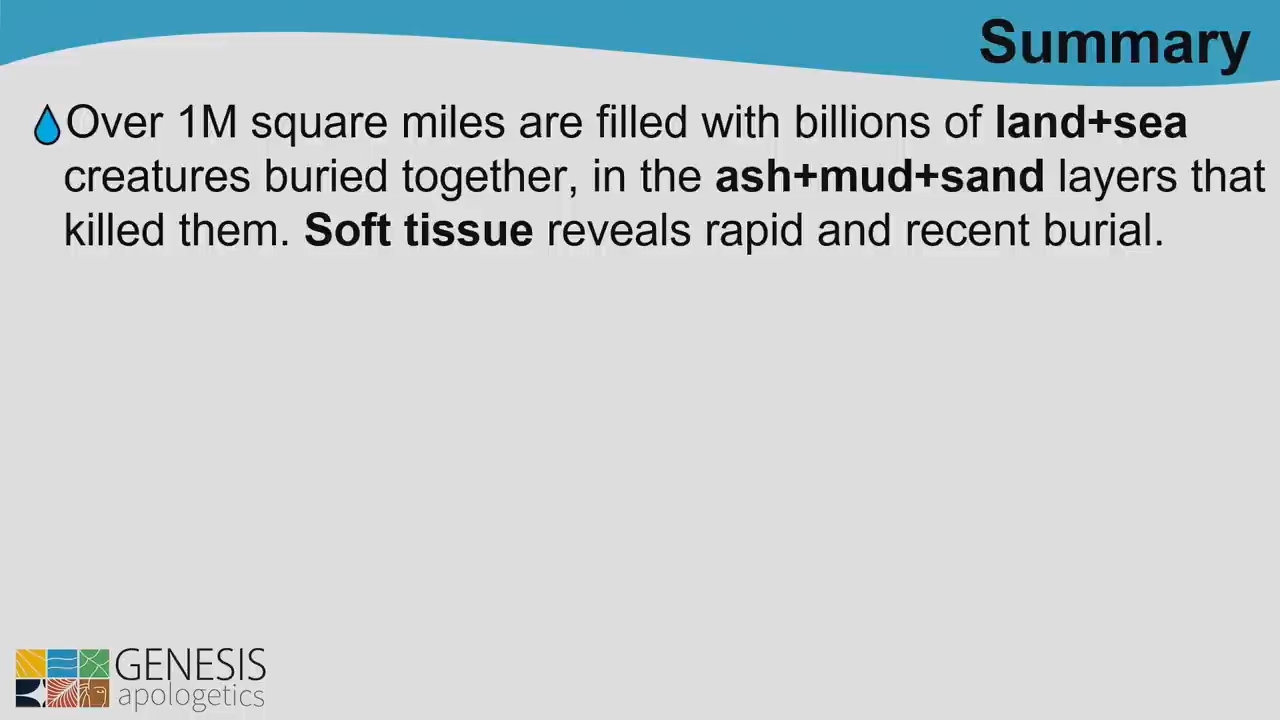 Summary
Over 1M square miles are filled with billions of land+sea
creatures buried together, in the ash+mud+sand layers that
killed them. Soft tissue reveals rapid and recent burial.
GENESIS
apologetics